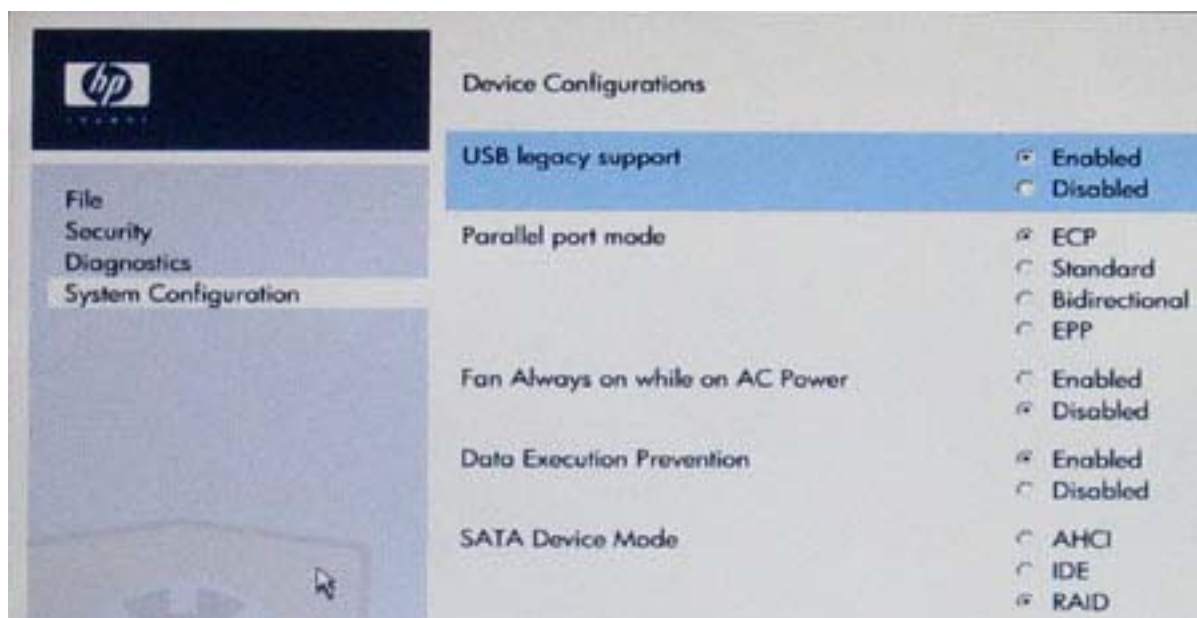 hp
Device Configurations
USB legacy support
Enabled
Disabled
File
Security
Diagnostics
System Configuration
Parallel port mode
ECP
Standard
Bidirectional
EPP
Fan Always on while on AC Power
Enabled
Disabled
Data Execution Prevention
Enabled
Disabled
SATA Device Mode
AHCI
IDE
RAID